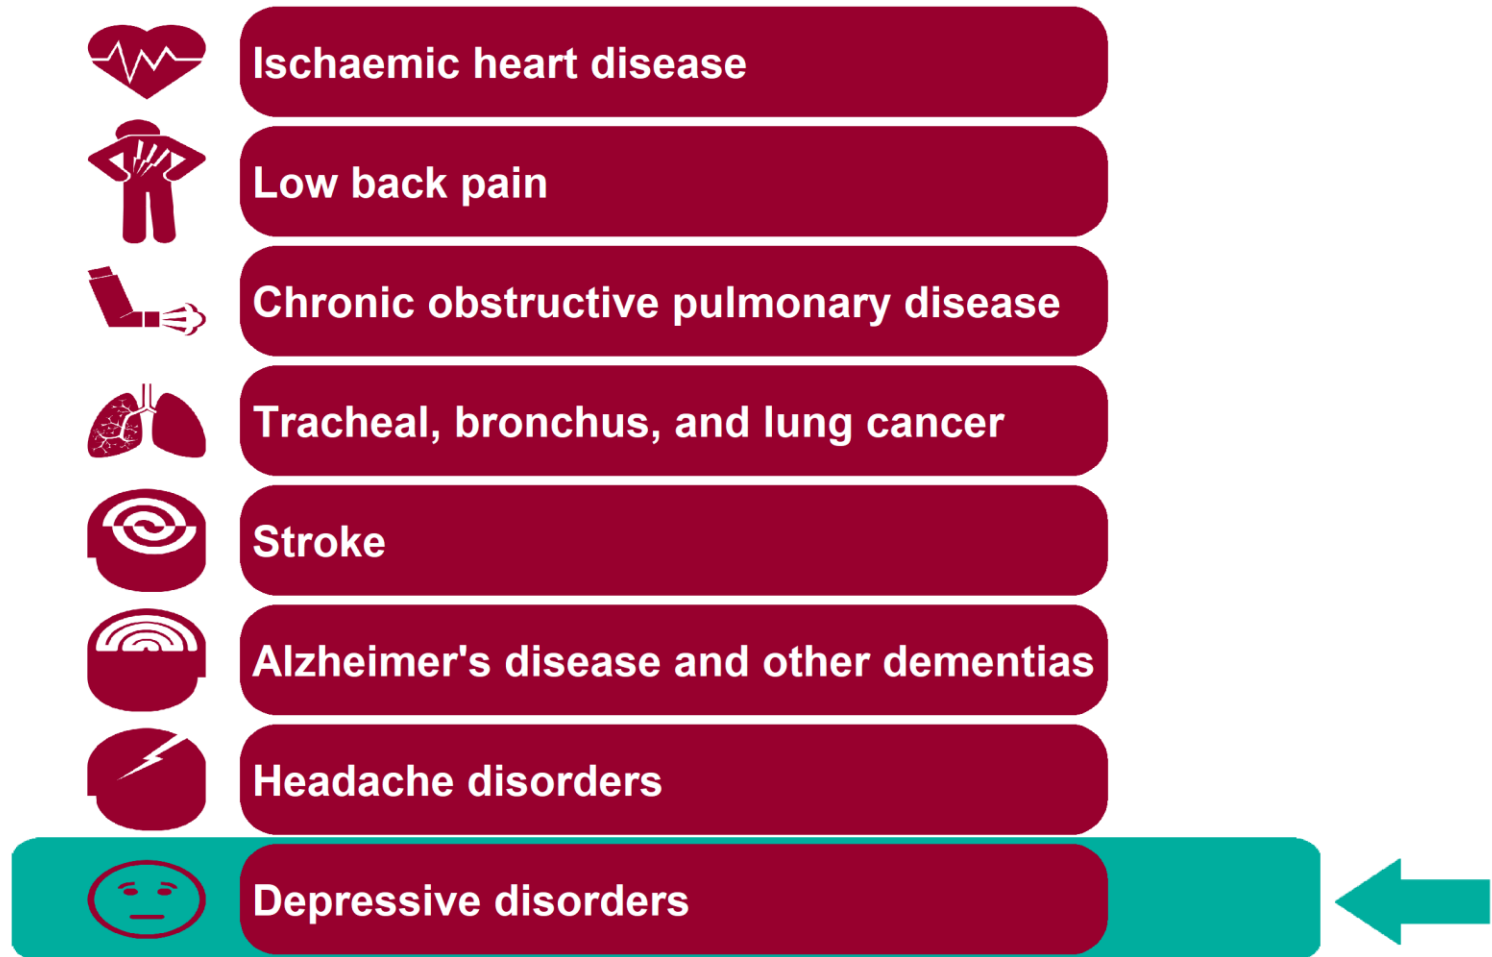 Ischaemic heart disease
Low back pain
Chronic obstructive pulmonary disease
Tracheal, bronchus, and lung cancer
Stroke
Alzheimer's disease and other dementias
Headache disorders
Depressive disorders